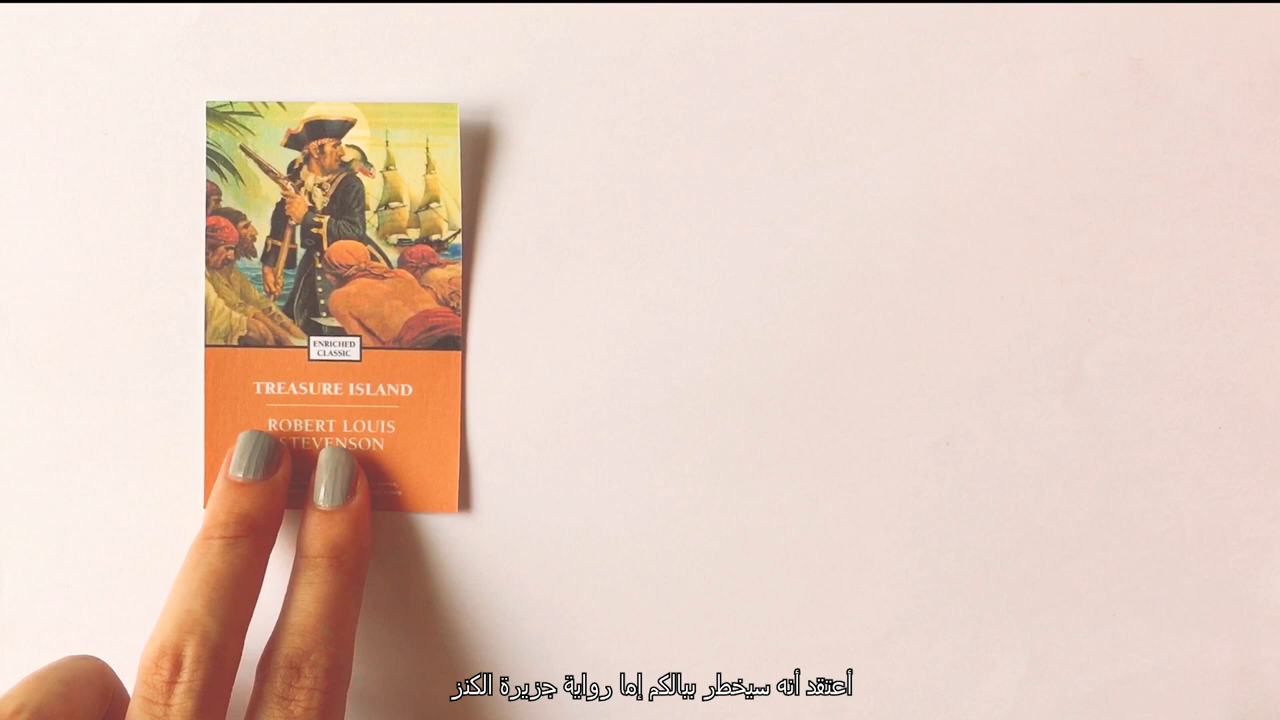 ENRICHED
CLASSIC
TREASURE ISLAND
ROBERT LOUIS
STEVENSON
أعتقد أنه سيخطر ببالكم إما رواية جزيرة الكنز